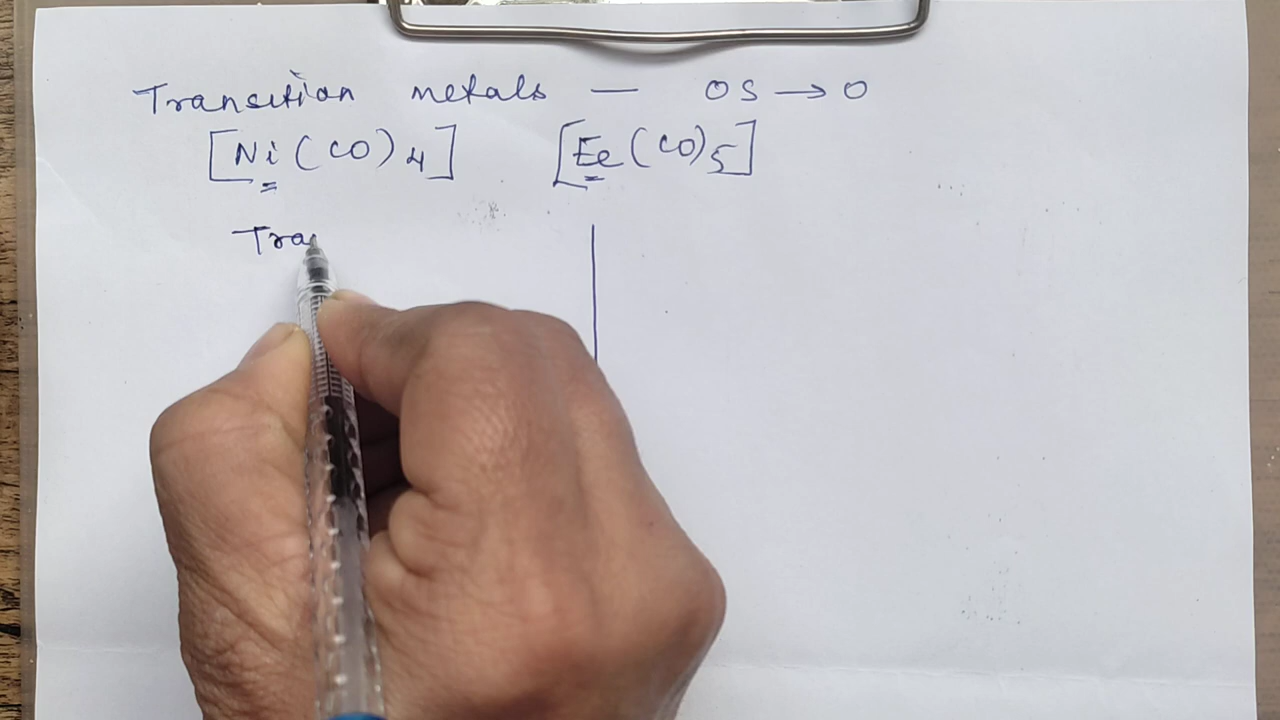 Transition metals — OS → 0
[Ni(CO)4] [Fe(CO)5]
Tra